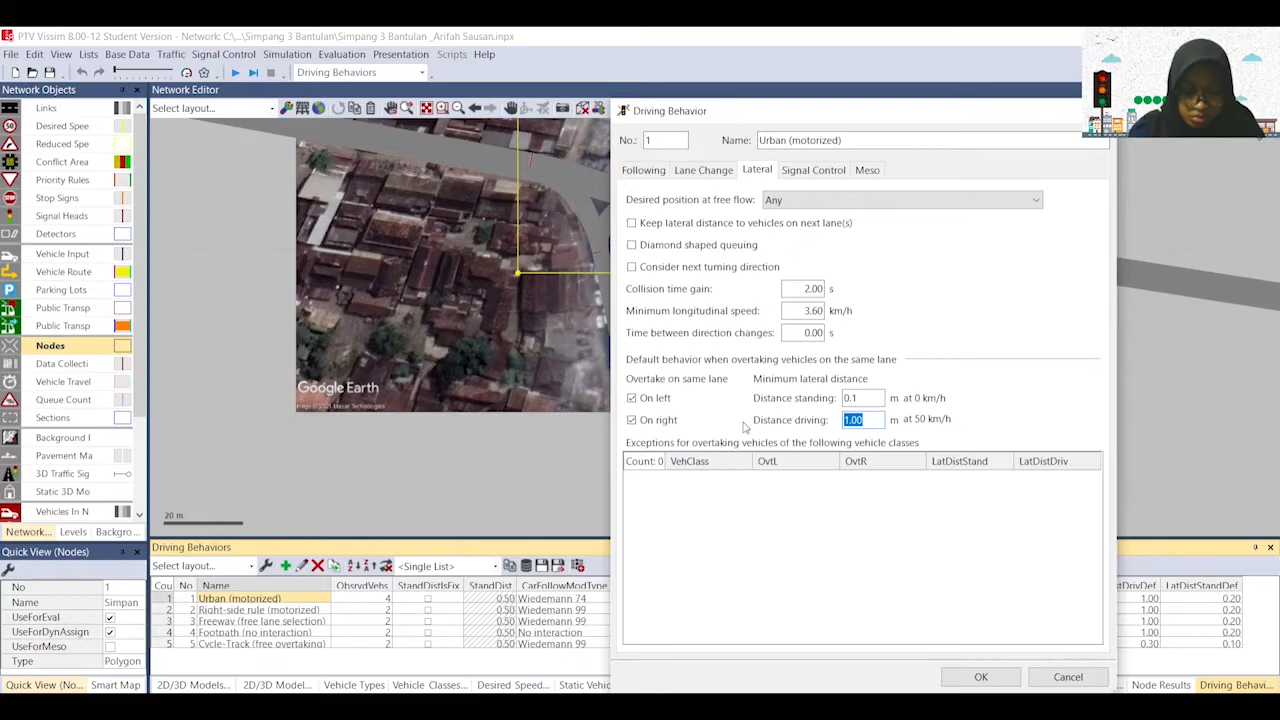 PTV Vissim 8.00-12 Student Version - Network: C:\...\Simpang 3 Bantulan\Simpang 3 Bantulan _Arifah Sausan.inpx
File Edit View Lists Base Data Traffic Signal Control Simulation Evaluation Presentation Scripts Help
Driving Behaviors
Network Objects
Network Editor
Select layout...
Links
Desired Spee
Reduced Spe
Conflict Area
Priority Rules
Stop Signs
Signal Heads
Detectors
Vehicle Input
Vehicle Route
Parking Lots
Public Transp
Public Transp
Nodes
Data Collecti
Vehicle Travel
Queue Count
Sections
Background I
Pavement Ma
3D Traffic Sig
Static 3D Mo
Vehicles In N
Network... Levels Backgro...
Google Earth
20 m
Driving Behavior
No.: 1 Name: Urban (motorized)
Following Lane Change Lateral Signal Control Meso
Desired position at free flow: Any
Keep lateral distance to vehicles on next lane(s)
Diamond shaped queuing
Consider next turning direction
Collision time gain: 2.00 s
Minimum longitudinal speed: 3.60 km/h
Time between direction changes: 0.00 s
Default behavior when overtaking vehicles on the same lane
Overtake on same lane Minimum lateral distance
On left Distance standing: 0.1 m at 0 km/h
On right Distance driving: 1.00 m at 50 km/h
Exceptions for overtaking vehicles of the following vehicle classes
Count: 0 VehClass OvtL OvtR LatDistStand LatDistDriv
OK Cancel
Quick View (Nodes)
No 1
Name Simpan
UseForEval
UseForDynAssign
UseForMeso
Type Polygon
Quick View (No... Smart Map
Driving Behaviors
Select layout... <Single List>
Cou No Name ObsrvdVehs StandDistIsFix StandDist CarFollowModType tDrivDef LatDistStandDef
1 1 Urban (motorized) 4 0.50 Wiedemann 74 1.00 0.20
2 2 Right-side rule (motorized) 2 0.50 Wiedemann 99 1.00 0.20
3 3 Freeway (free lane selection) 2 0.50 Wiedemann 99 1.00 0.20
4 4 Footpath (no interaction) 2 0.50 No interaction 1.00 0.20
5 5 Cycle-Track (free overtaking) 2 0.50 Wiedemann 99 0.30 0.10
2D/3D Models... 2D/3D Model... Vehicle Types Vehicle Classes... Desired Speed... Static Vehic Node Results Driving Behavi...